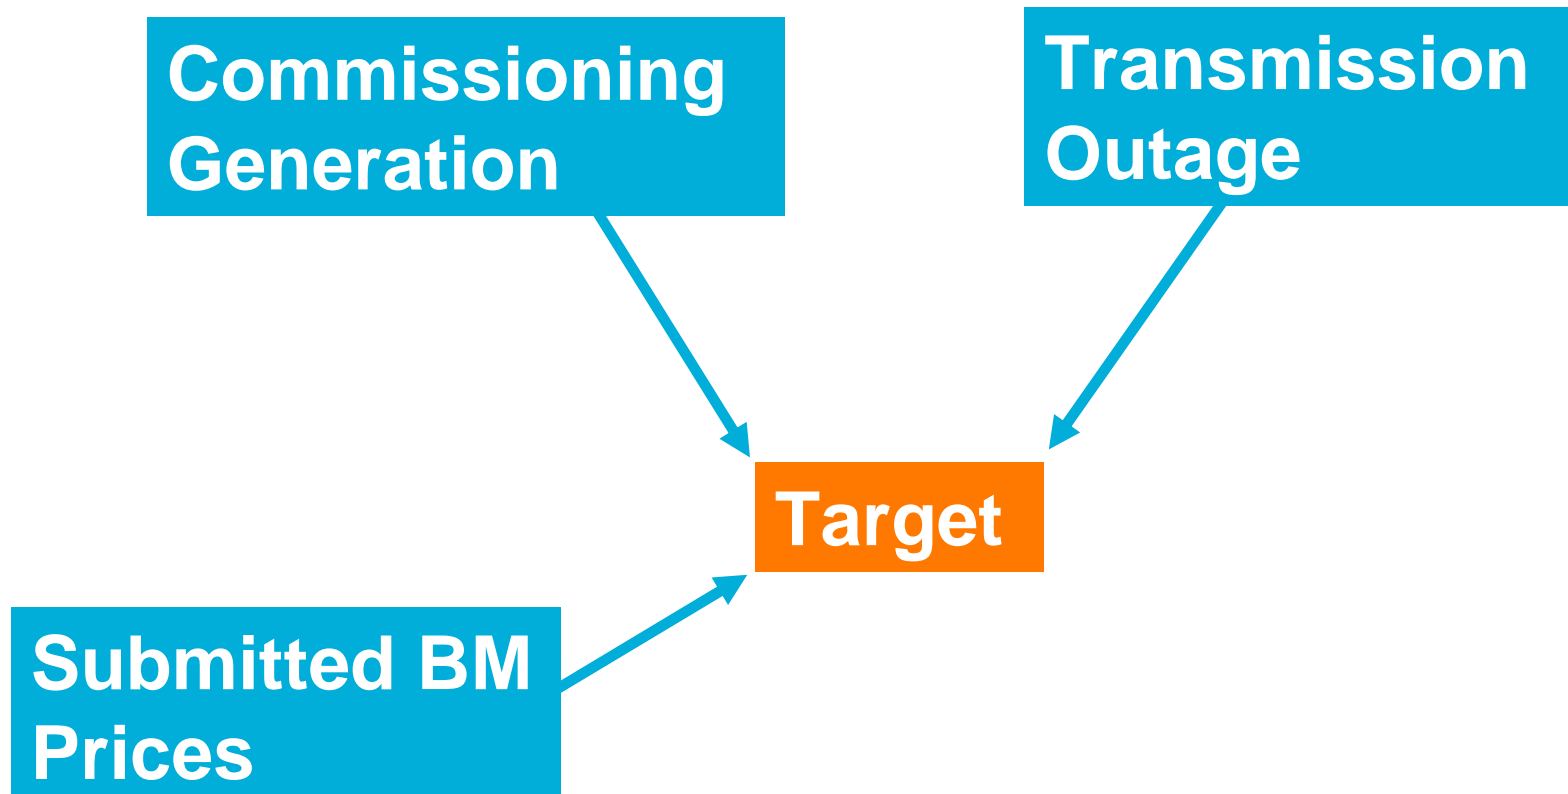 Commissioning
Generation
Transmission
Outage
Target
Submitted BM
Prices